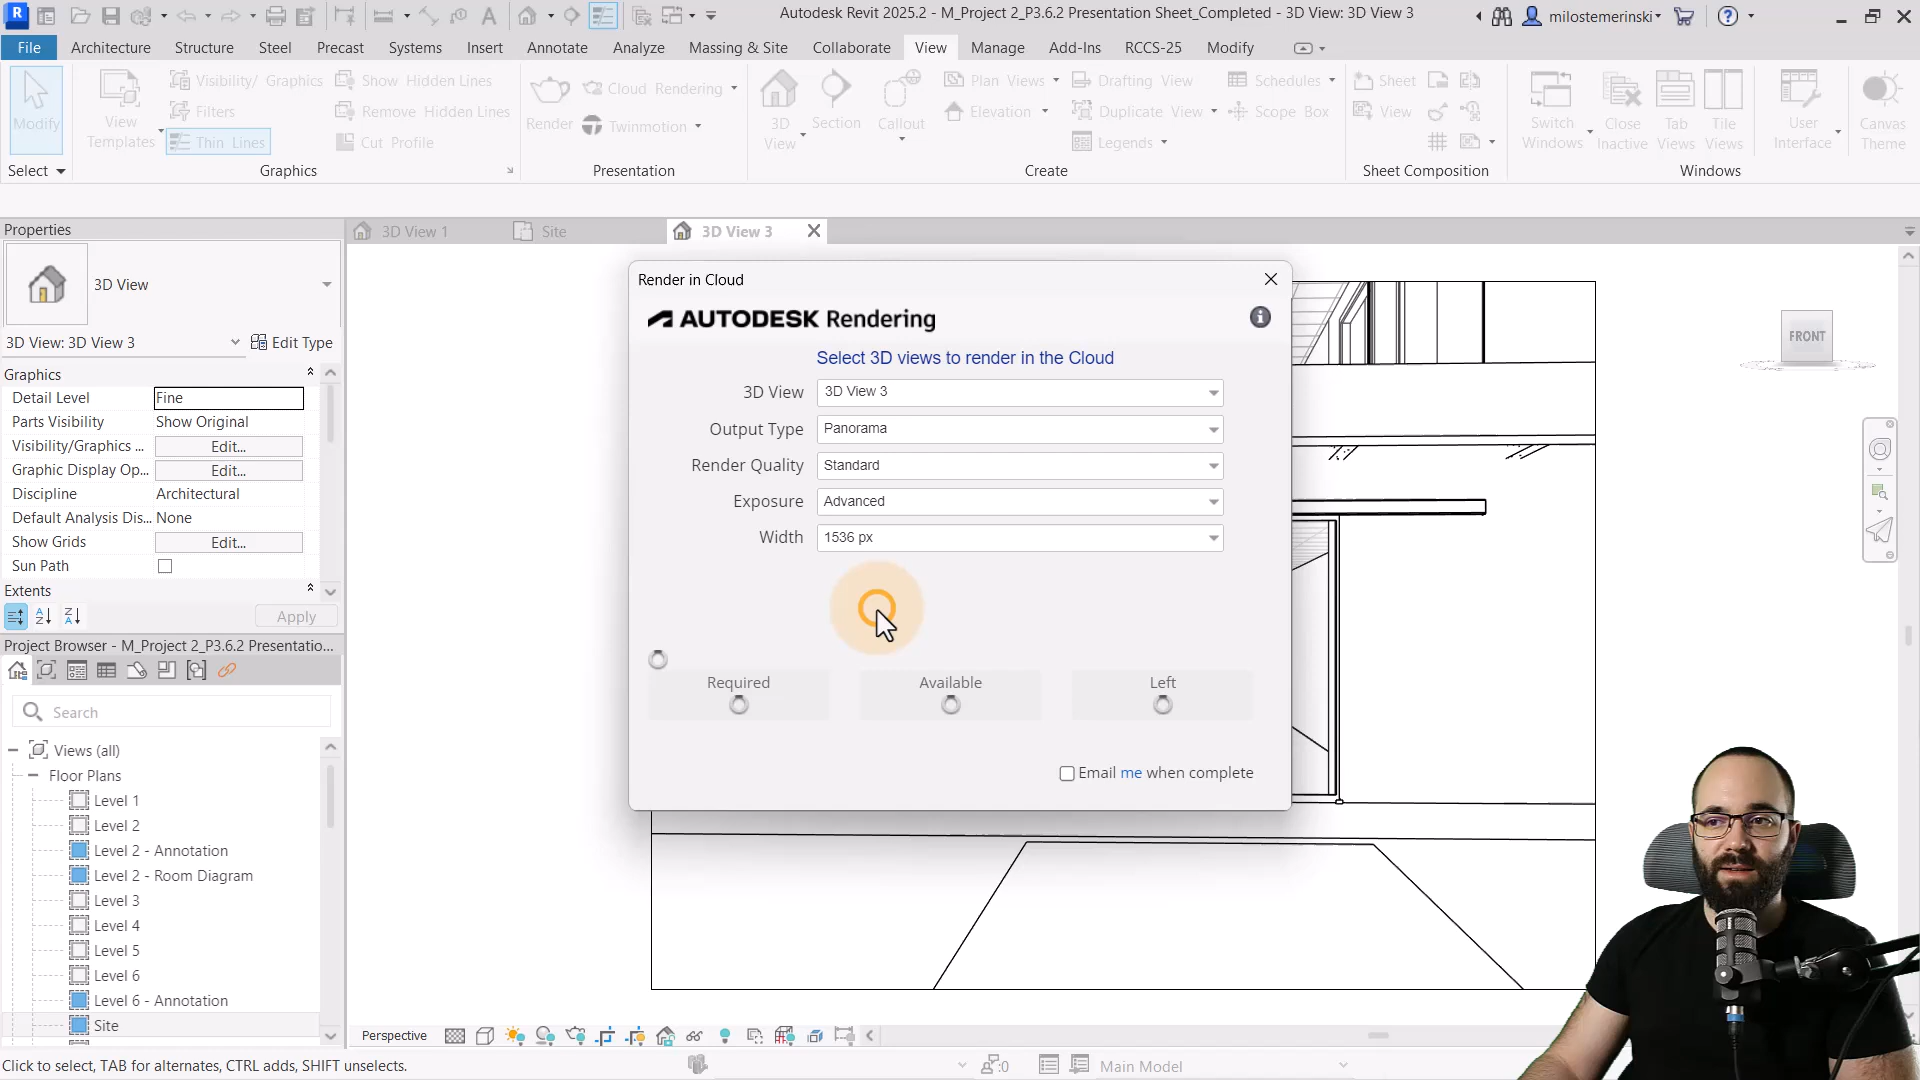 Autodesk Revit 2025.2 - M_Project 2_P3.6.2 Presentation Sheet_Completed - 3D View: 3D View 3
milostemerinski
File
Architecture
Structure
Steel
Precast
Systems
Insert
Annotate
Analyze
Massing & Site
Collaborate
View
Manage
Add-Ins
RCCS-25
Modify
Modify
View Templates
Visibility/ Graphics
Filters
Thin Lines
Show Hidden Lines
Remove Hidden Lines
Cut Profile
Render
Cloud Rendering
Twinmotion
3D View
Section
Callout
Plan Views
Elevation
Drafting View
Duplicate View
Legends
Schedules
Scope Box
Sheet
View
Switch Windows
Close Inactive
Tab Views
Tile Views
User Interface
Canvas Theme
Select
Graphics
Presentation
Create
Sheet Composition
Windows
Properties
3D View 1
Site
3D View 3
3D View
3D View: 3D View 3
Edit Type
Graphics
Detail Level Fine
Parts Visibility Show Original
Visibility/Graphics ... Edit...
Graphic Display Op... Edit...
Discipline Architectural
Default Analysis Dis... None
Show Grids Edit...
Sun Path
Extents
Apply
Project Browser - M_Project 2_P3.6.2 Presentatio...
Search
Views (all)
Floor Plans
Level 1
Level 2
Level 2 - Annotation
Level 2 - Room Diagram
Level 3
Level 4
Level 5
Level 6
Level 6 - Annotation
Site
Render in Cloud
AUTODESK Rendering
Select 3D views to render in the Cloud
3D View 3D View 3
Output Type Panorama
Render Quality Standard
Exposure Advanced
Width 1536 px
Required
Available
Left
Email me when complete
FRONT
Perspective
Click to select, TAB for alternates, CTRL adds, SHIFT unselects.
:0
Main Model